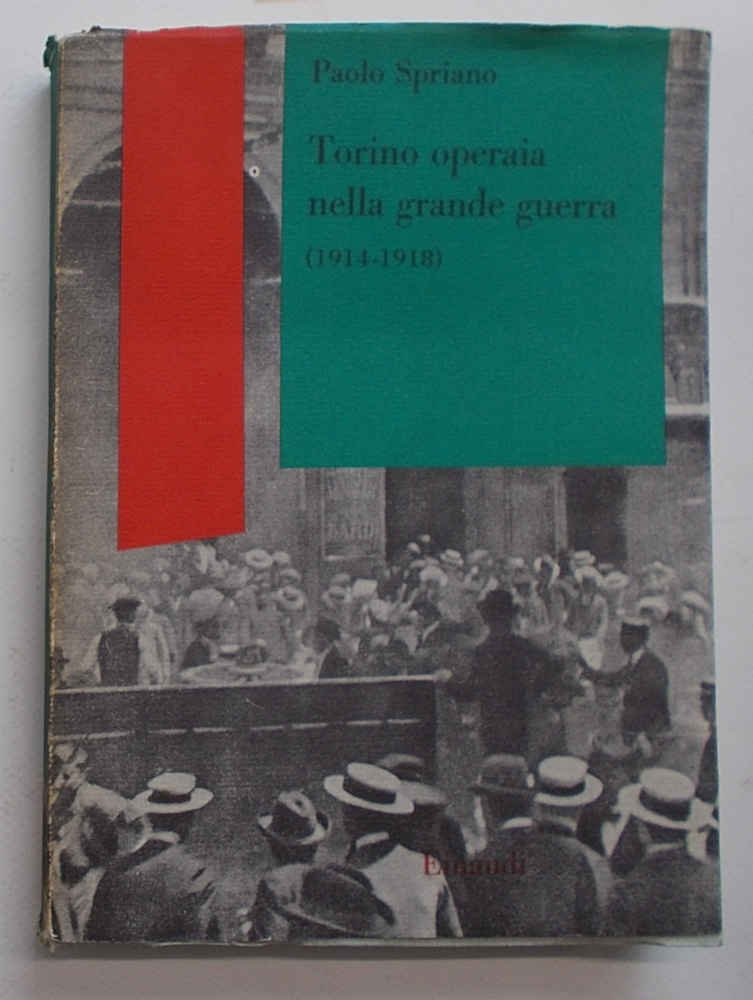 Paolo Spriano
Torino operaia
nella grande guerra
(1914-1918)
Einaudi